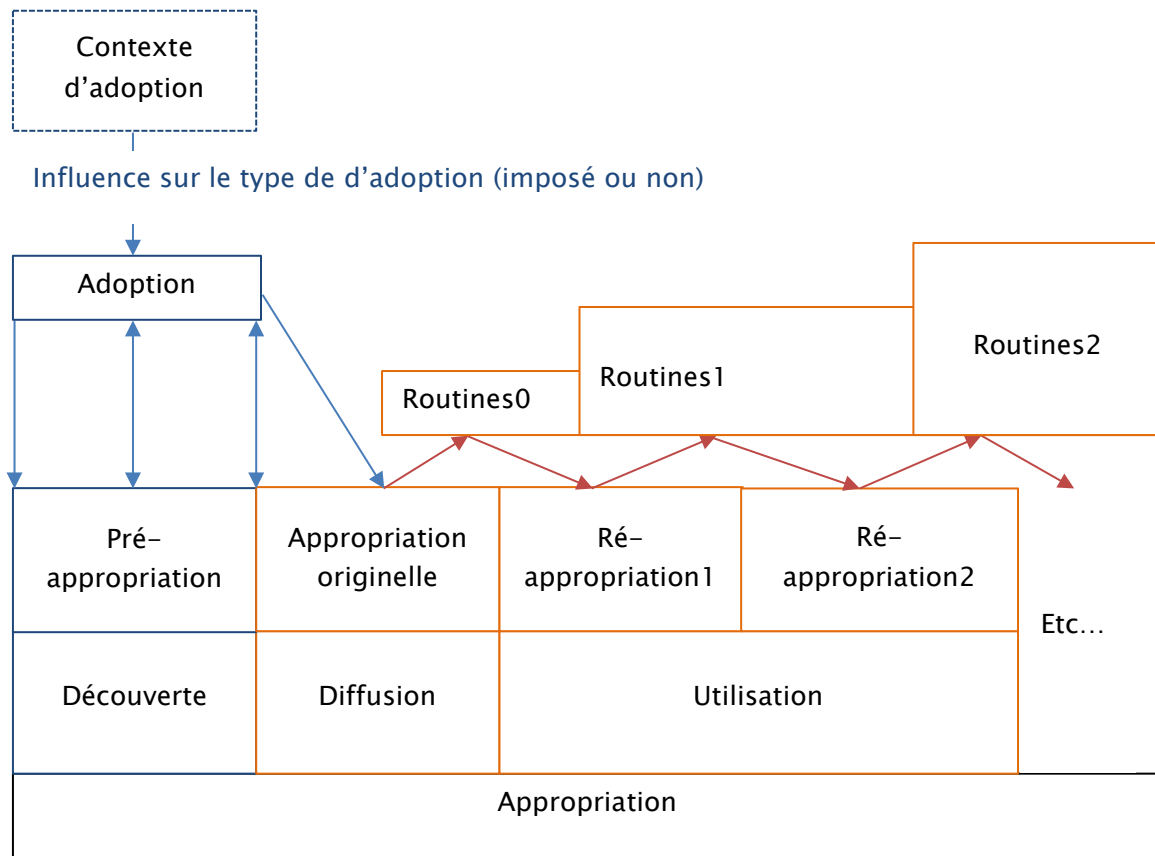 Contexte
d’adoption
Influence sur le type de d’adoption (imposé ou non)
Adoption
Routines0
Routines1
Routines2
Pré-
appropriation
Appropriation
originelle
Ré-
appropriation1
Ré-
appropriation2
Etc…
Découverte
Diffusion
Utilisation
Appropriation